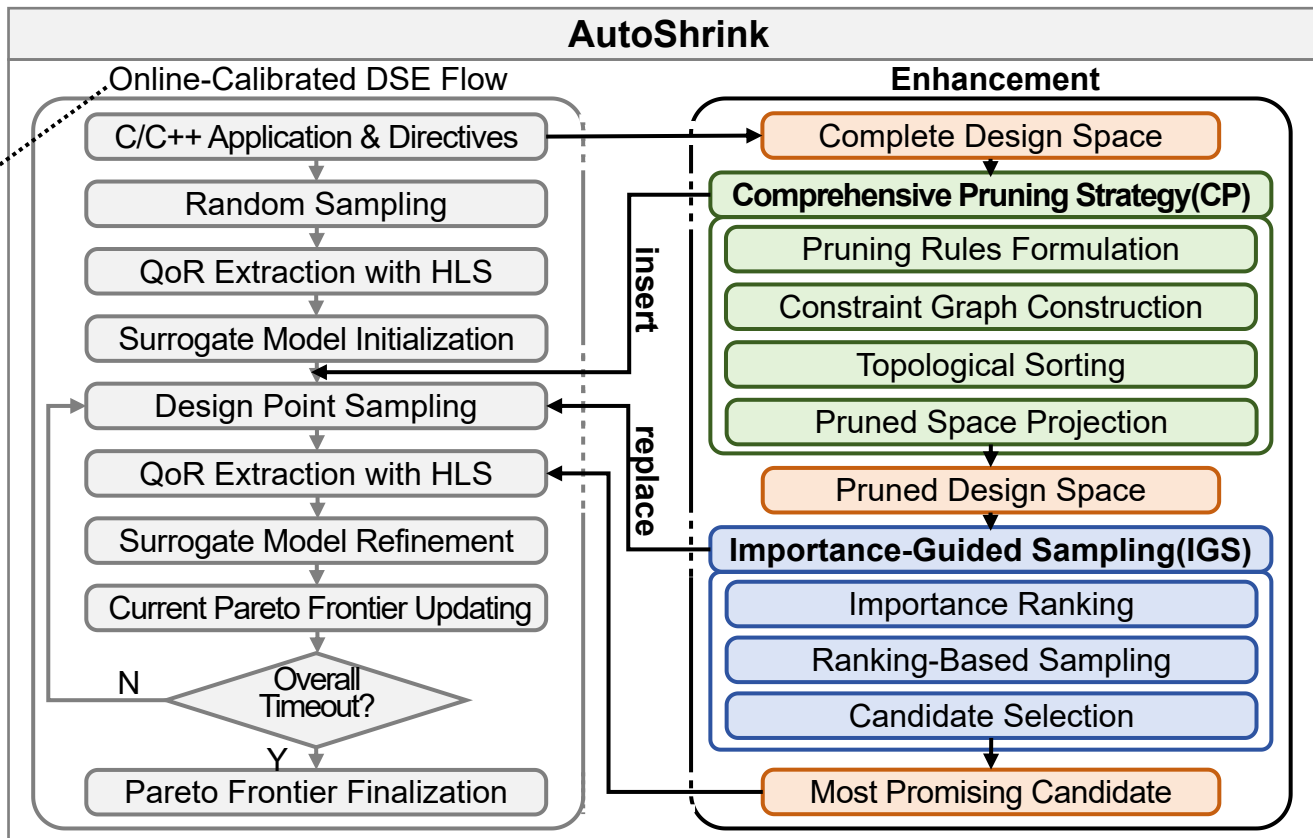 AutoShrink
Online-Calibrated DSE Flow
C/C++ Application & Directives
Random Sampling
QoR Extraction with HLS
Surrogate Model Initialization
Design Point Sampling
QoR Extraction with HLS
Surrogate Model Refinement
Current Pareto Frontier Updating
Overall
Timeout?
N
Y
Pareto Frontier Finalization
insert
replace
Enhancement
Complete Design Space
Comprehensive Pruning Strategy(CP)
Pruning Rules Formulation
Constraint Graph Construction
Topological Sorting
Pruned Space Projection
Pruned Design Space
Importance-Guided Sampling(IGS)
Importance Ranking
Ranking-Based Sampling
Candidate Selection
Most Promising Candidate